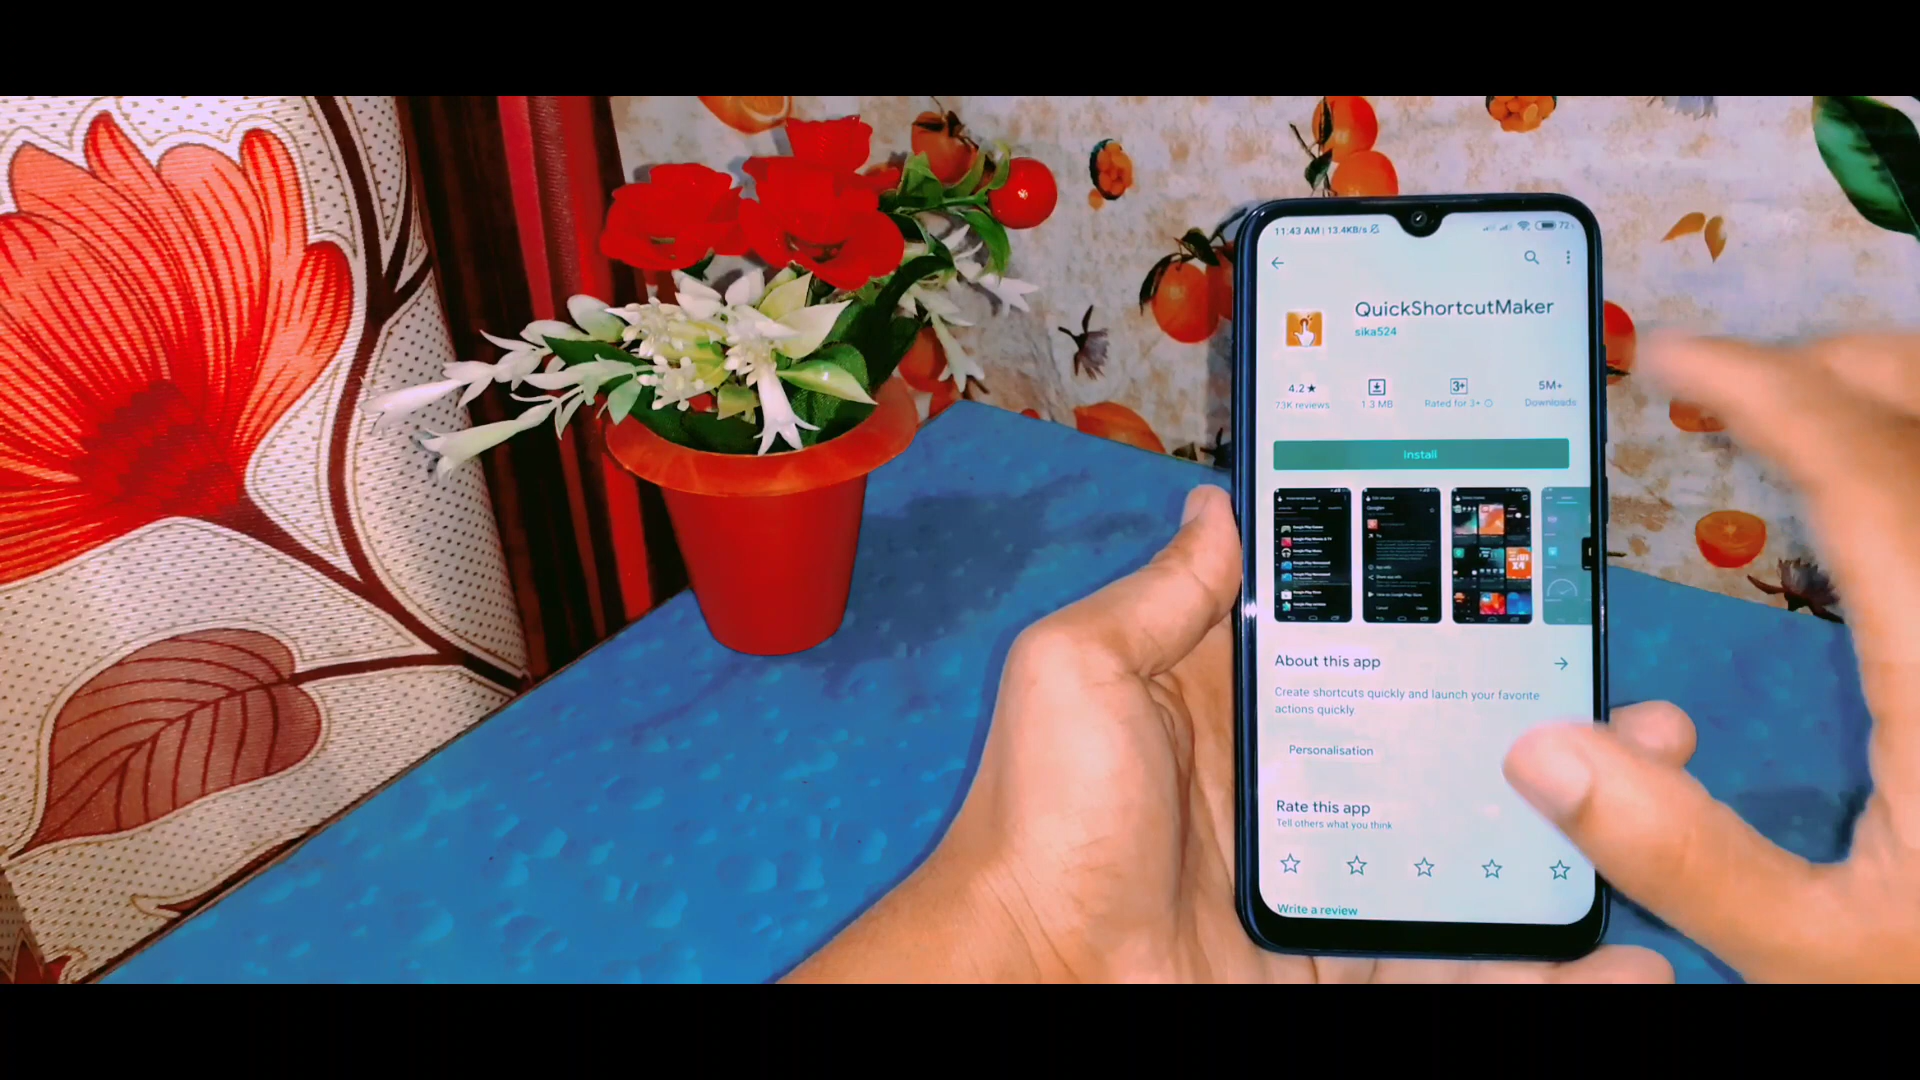 11:43 AM | 13.4KB/s
72
QuickShortcutMaker
sika524
4.2★
73K reviews
1.3 MB
3+
Rated for 3+
5M+
Downloads
Install
About this app
Create shortcuts quickly and launch your favorite
actions quickly
Personalisation
Rate this app
Tell others what you think
Write a review